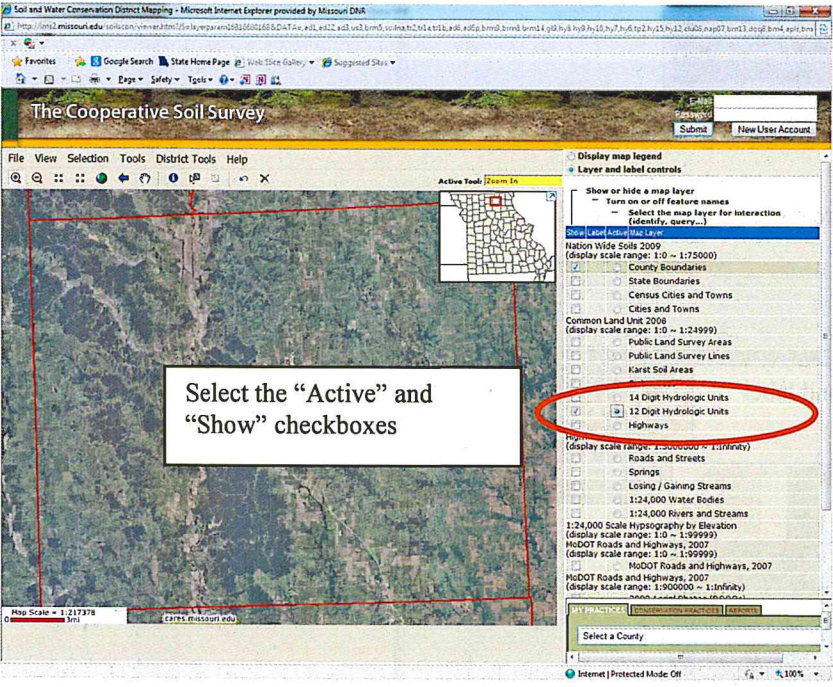 Soil and Water Conservation District Mapping - Microsoft Internet Explorer provided by Missouri DNR
Favorites Google Search State Home Page Web Slice Gallery Suggested Sites
Page Safety Tools
The Cooperative Soil Survey
E-Mail
Password
Submit New User Account
File View Selection Tools District Tools Help
Active Tool: Zoom In
Display map legend
Layer and label controls
Show or hide a map layer
Turn on or off feature names
Select the map layer for interaction
(identify, query...)
Show Label Active Map Layer
Nation Wide Soils 2009
(display scale range: 1:0 ~ 1:75000)
County Boundaries
State Boundaries
Census Cities and Towns
Cities and Towns
Common Land Unit 2006
(display scale range: 1:0 ~ 1:24999)
Public Land Survey Areas
Public Land Survey Lines
Karst Soil Areas
14 Digit Hydrologic Units
12 Digit Hydrologic Units
Highways
(display scale range: 1:3000000 ~ 1:Infinity)
Roads and Streets
Springs
Losing / Gaining Streams
1:24,000 Water Bodies
1:24,000 Rivers and Streams
1:24,000 Scale Hypsography by Elevation
(display scale range: 1:0 ~ 1:99999)
MoDOT Roads and Highways, 2007
(display scale range: 1:0 ~ 1:99999)
MoDOT Roads and Highways, 2007
MoDOT Roads and Highways, 2007
(display scale range: 1:900000 ~ 1:Infinity)
Select the “Active” and
“Show” checkboxes
Map Scale = 1:217378
0 3mi
cares.missouri.edu
MY PRACTICES CONSERVATION PRACTICES REPORTS
Select a County:
Internet | Protected Mode: Off 100%